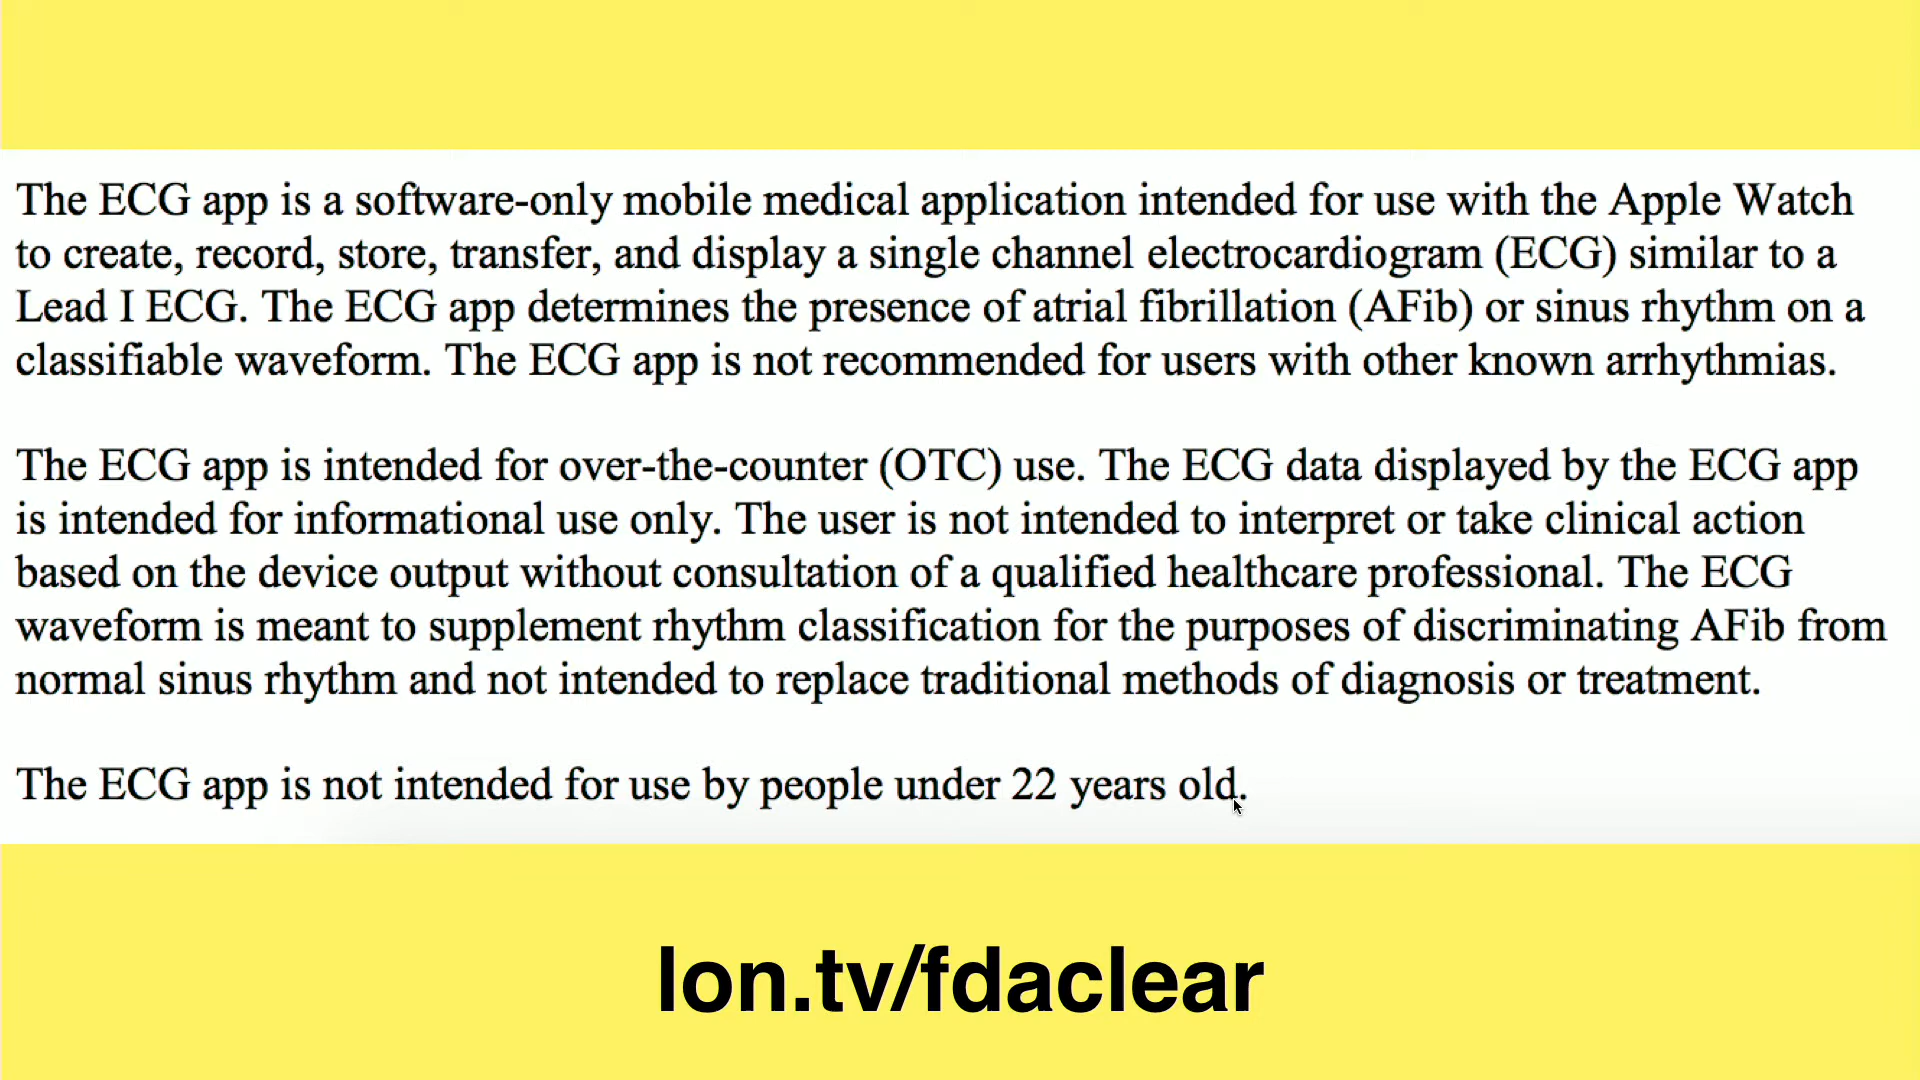 The ECG app is a software-only mobile medical application intended for use with the Apple Watch
to create, record, store, transfer, and display a single channel electrocardiogram (ECG) similar to a
Lead I ECG. The ECG app determines the presence of atrial fibrillation (AFib) or sinus rhythm on a
classifiable waveform. The ECG app is not recommended for users with other known arrhythmias.
The ECG app is intended for over-the-counter (OTC) use. The ECG data displayed by the ECG app
is intended for informational use only. The user is not intended to interpret or take clinical action
based on the device output without consultation of a qualified healthcare professional. The ECG
waveform is meant to supplement rhythm classification for the purposes of discriminating AFib from
normal sinus rhythm and not intended to replace traditional methods of diagnosis or treatment.
The ECG app is not intended for use by people under 22 years old.
lon.tv/fdaclear